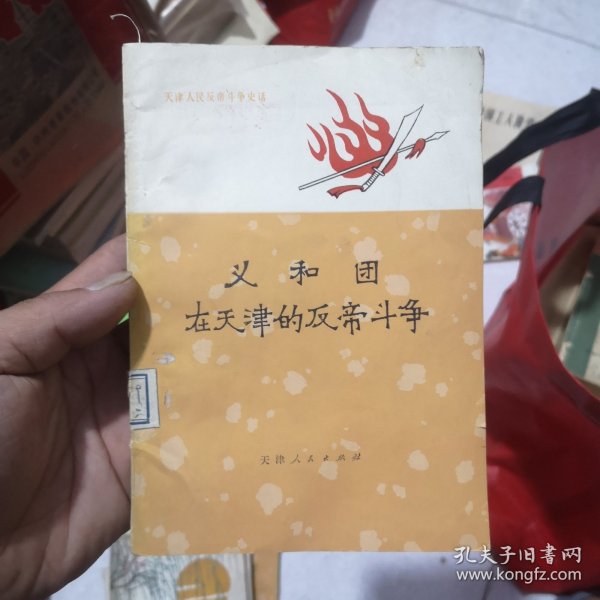 天津人民反帝斗争史话
义和团
在天津的反帝斗争
天津人民出版社
孔夫子旧书网
www.kongfz.com